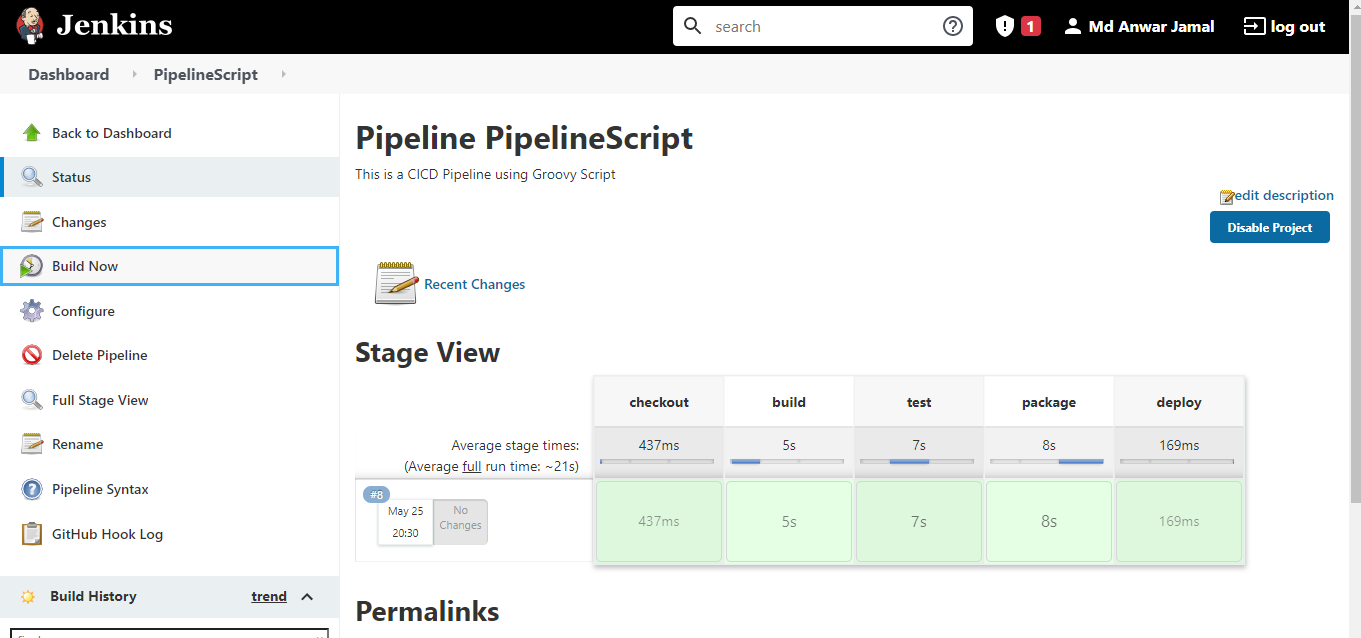 Jenkins
search
1
Md Anwar Jamal
log out
Dashboard
PipelineScript
Back to Dashboard
Status
Changes
Build Now
Configure
Delete Pipeline
Full Stage View
Rename
Pipeline Syntax
GitHub Hook Log
Build History
trend
Pipeline PipelineScript
This is a CICD Pipeline using Groovy Script
edit description
Disable Project
Recent Changes
Stage View
checkout build test package deploy
Average stage times: 437ms 5s 7s 8s 169ms
(Average full run time: ~21s)
#8
May 25
20:30
No
Changes
437ms 5s 7s 8s 169ms
Permalinks